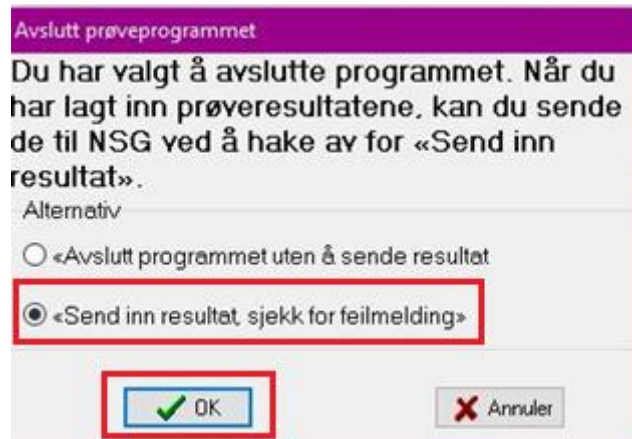 Avslutt prøveprogrammet
Du har valgt å avslutte programmet. Når du
har lagt inn prøveresultatene, kan du sende
de til NSG ved å hake av for «Send inn
resultat».
Alternativ
«Avslutt programmet uten å sende resultat
«Send inn resultat, sjekk for feilmelding»
OK
Annuler